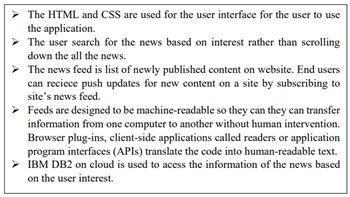 ➤ The HTML and CSS are used for the user interface for the user to use
the application.
➤ The user search for the news based on interest rather than scrolling
down the all the news.
➤ The news feed is list of newly published content on website. End users
can reciece push updates for new content on a site by subscribing to
site's news feed.
➤ Feeds are designed to be machine-readable so they can they can transfer
information from one computer to another without human intervention.
Browser plug-ins, client-side applications called readers or application
program interfaces (APIs) translate the code into human-readable text.
➤ IBM DB2 on cloud is used to acess the information of the news based
on the user interest.